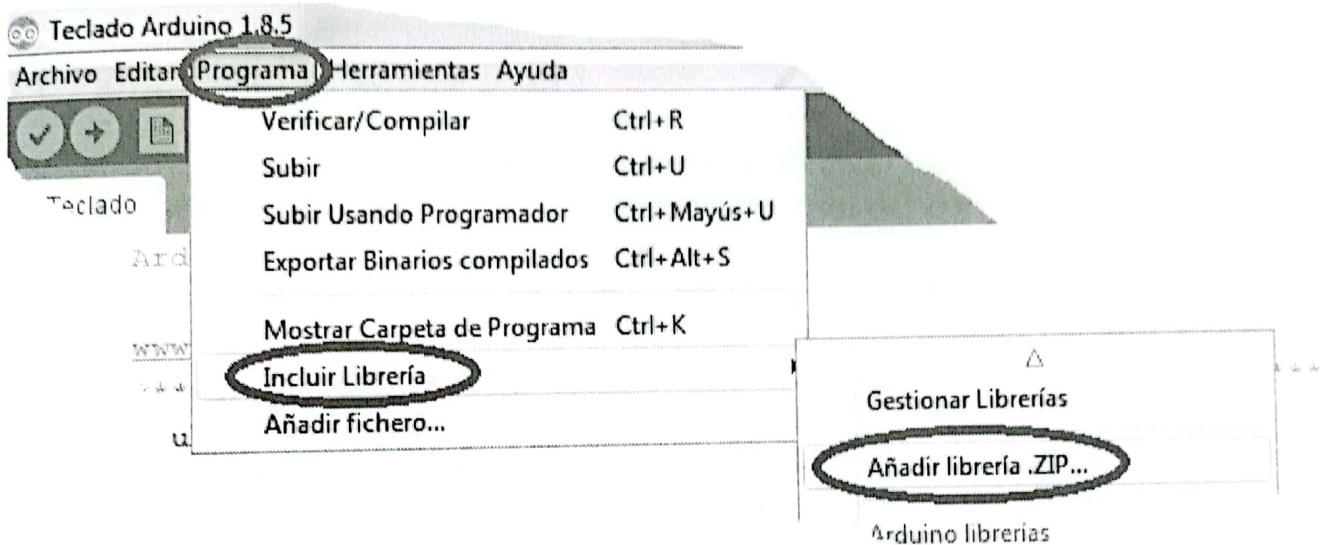 Teclado Arduino 1.8.5
Archivo Editar Programa Herramientas Ayuda
Verificar/Compilar Ctrl+R
Subir Ctrl+U
Teclado
Subir Usando Programador Ctrl+Mayús+U
Ard
Exportar Binarios compilados Ctrl+Alt+S
Mostrar Carpeta de Programa Ctrl+K
www
Incluir Librería
***
Añadir fichero...
u
Gestionar Librerías
Añadir librería .ZIP...
Arduino librerías